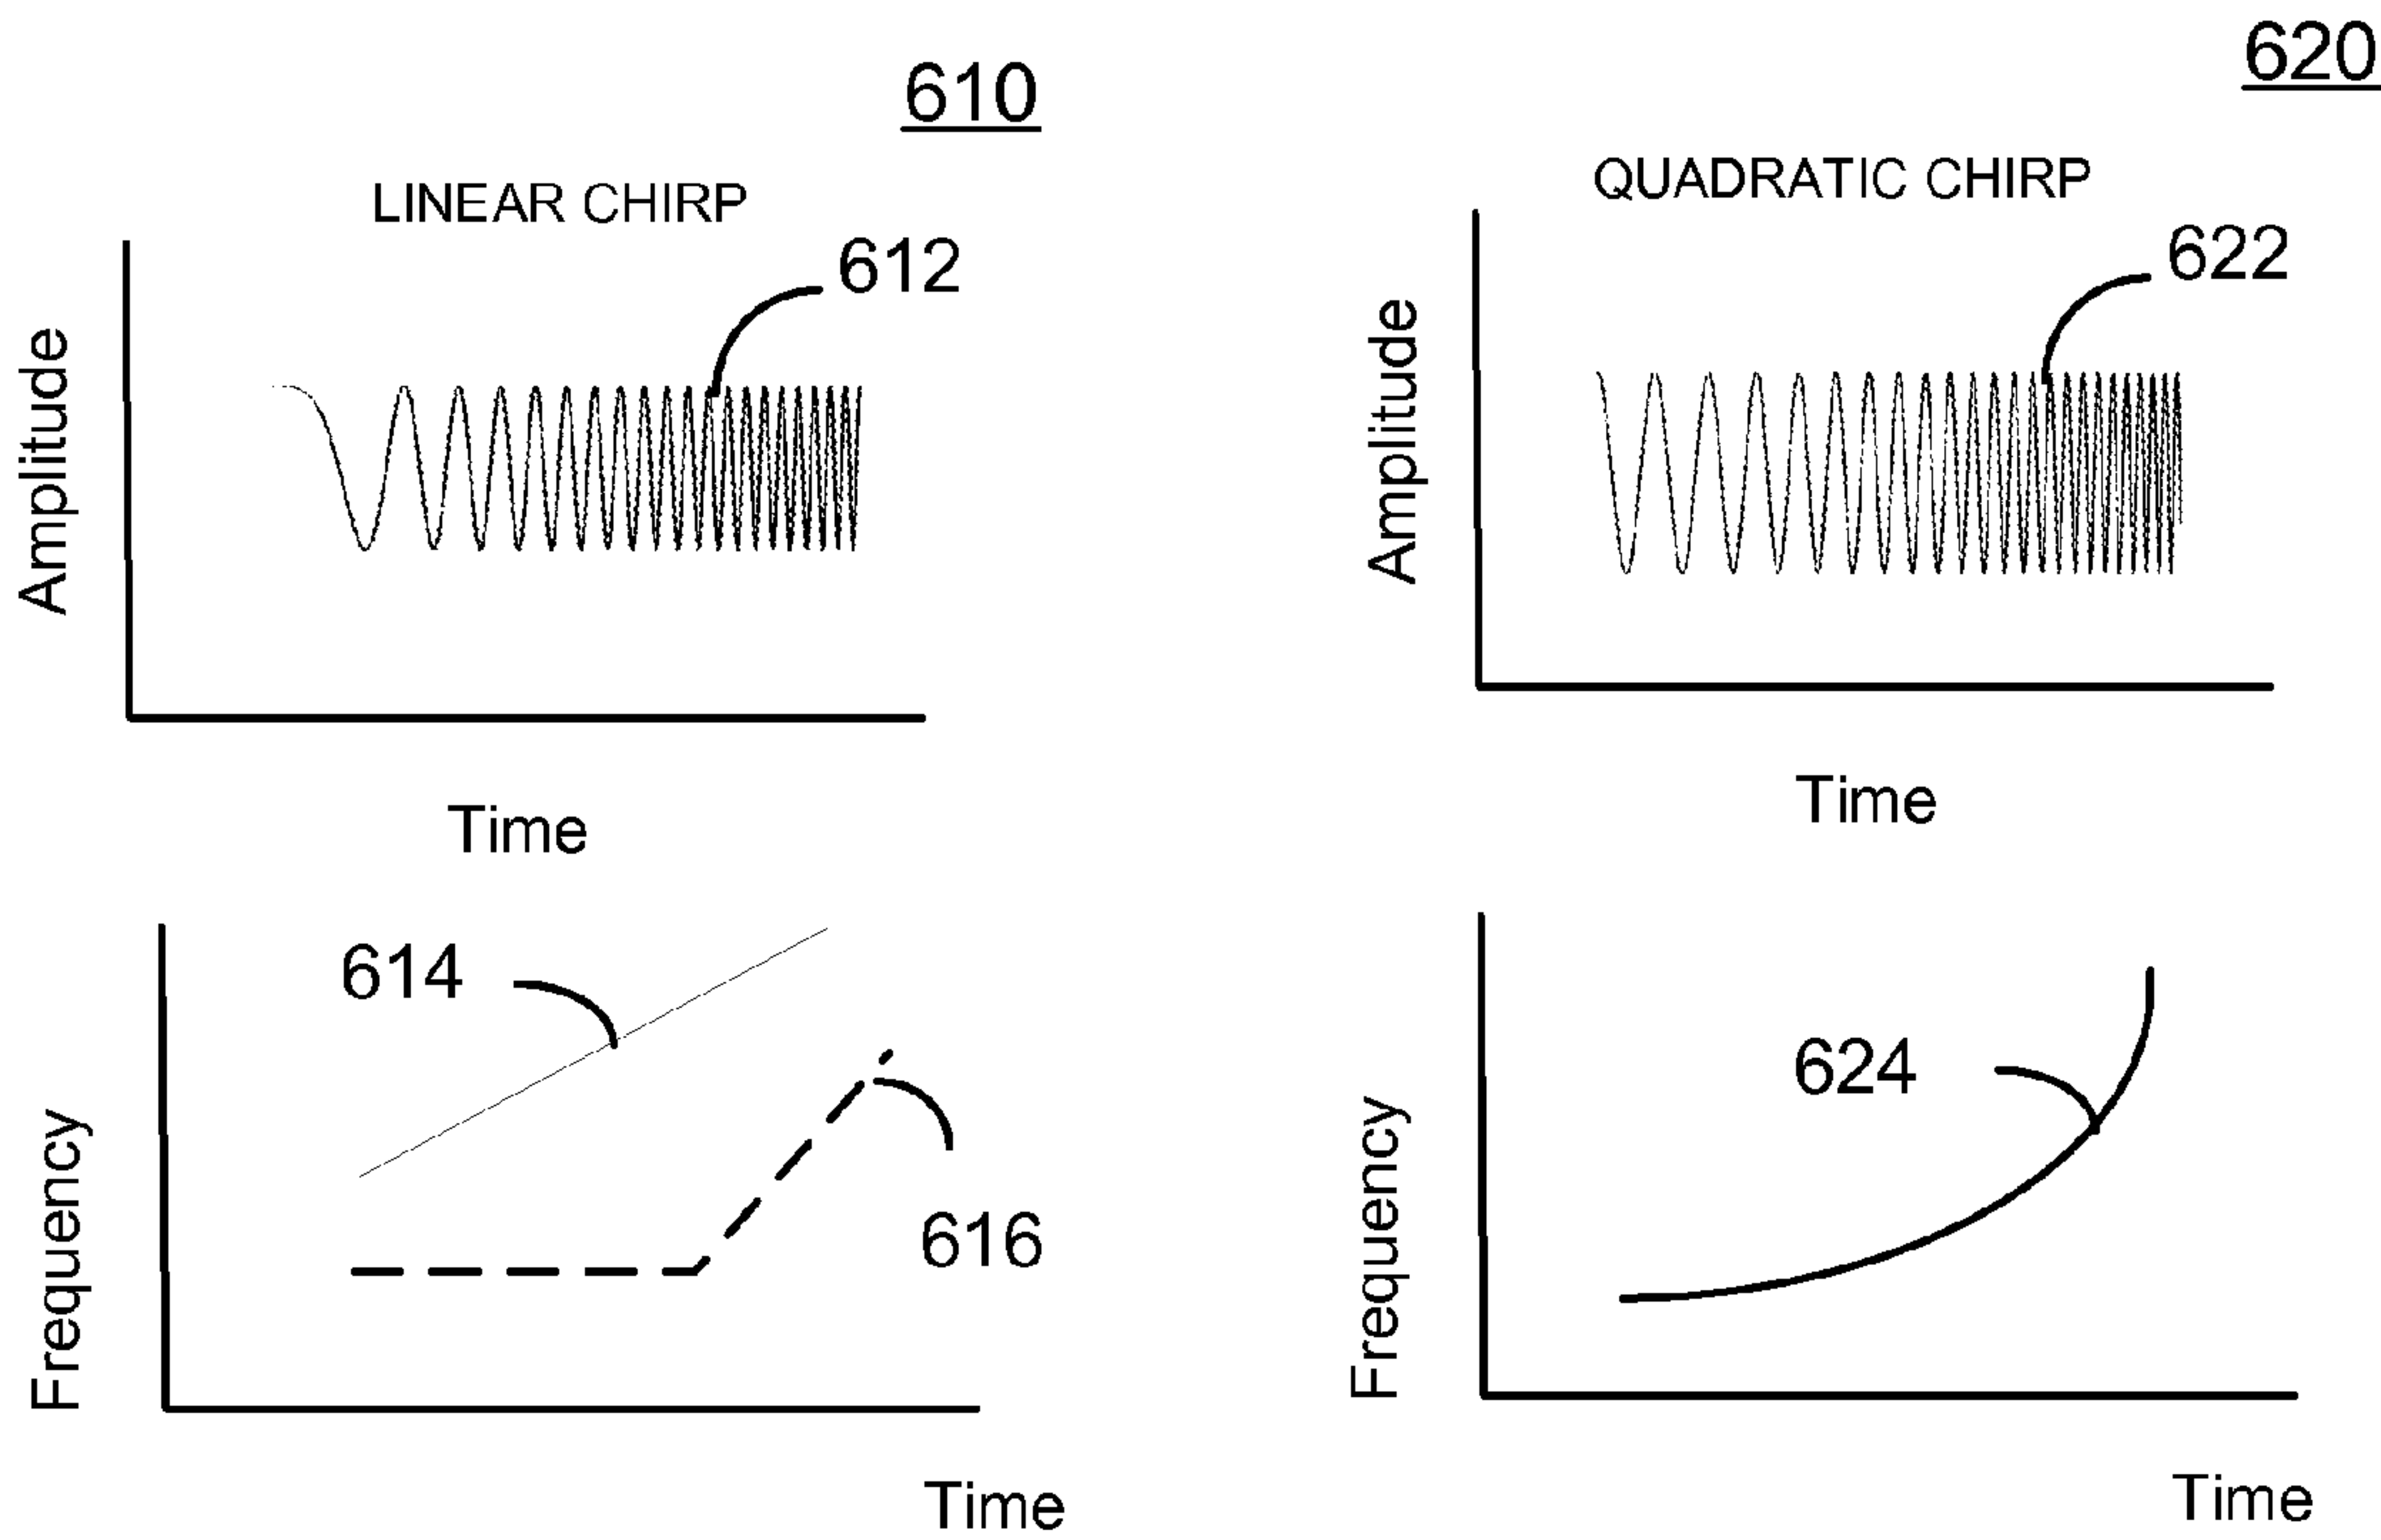 610
LINEAR CHIRP
612
Amplitude
Time
614
616
Frequency
Time
620
QUADRATIC CHIRP
622
Amplitude
Time
624
Frequency
Time